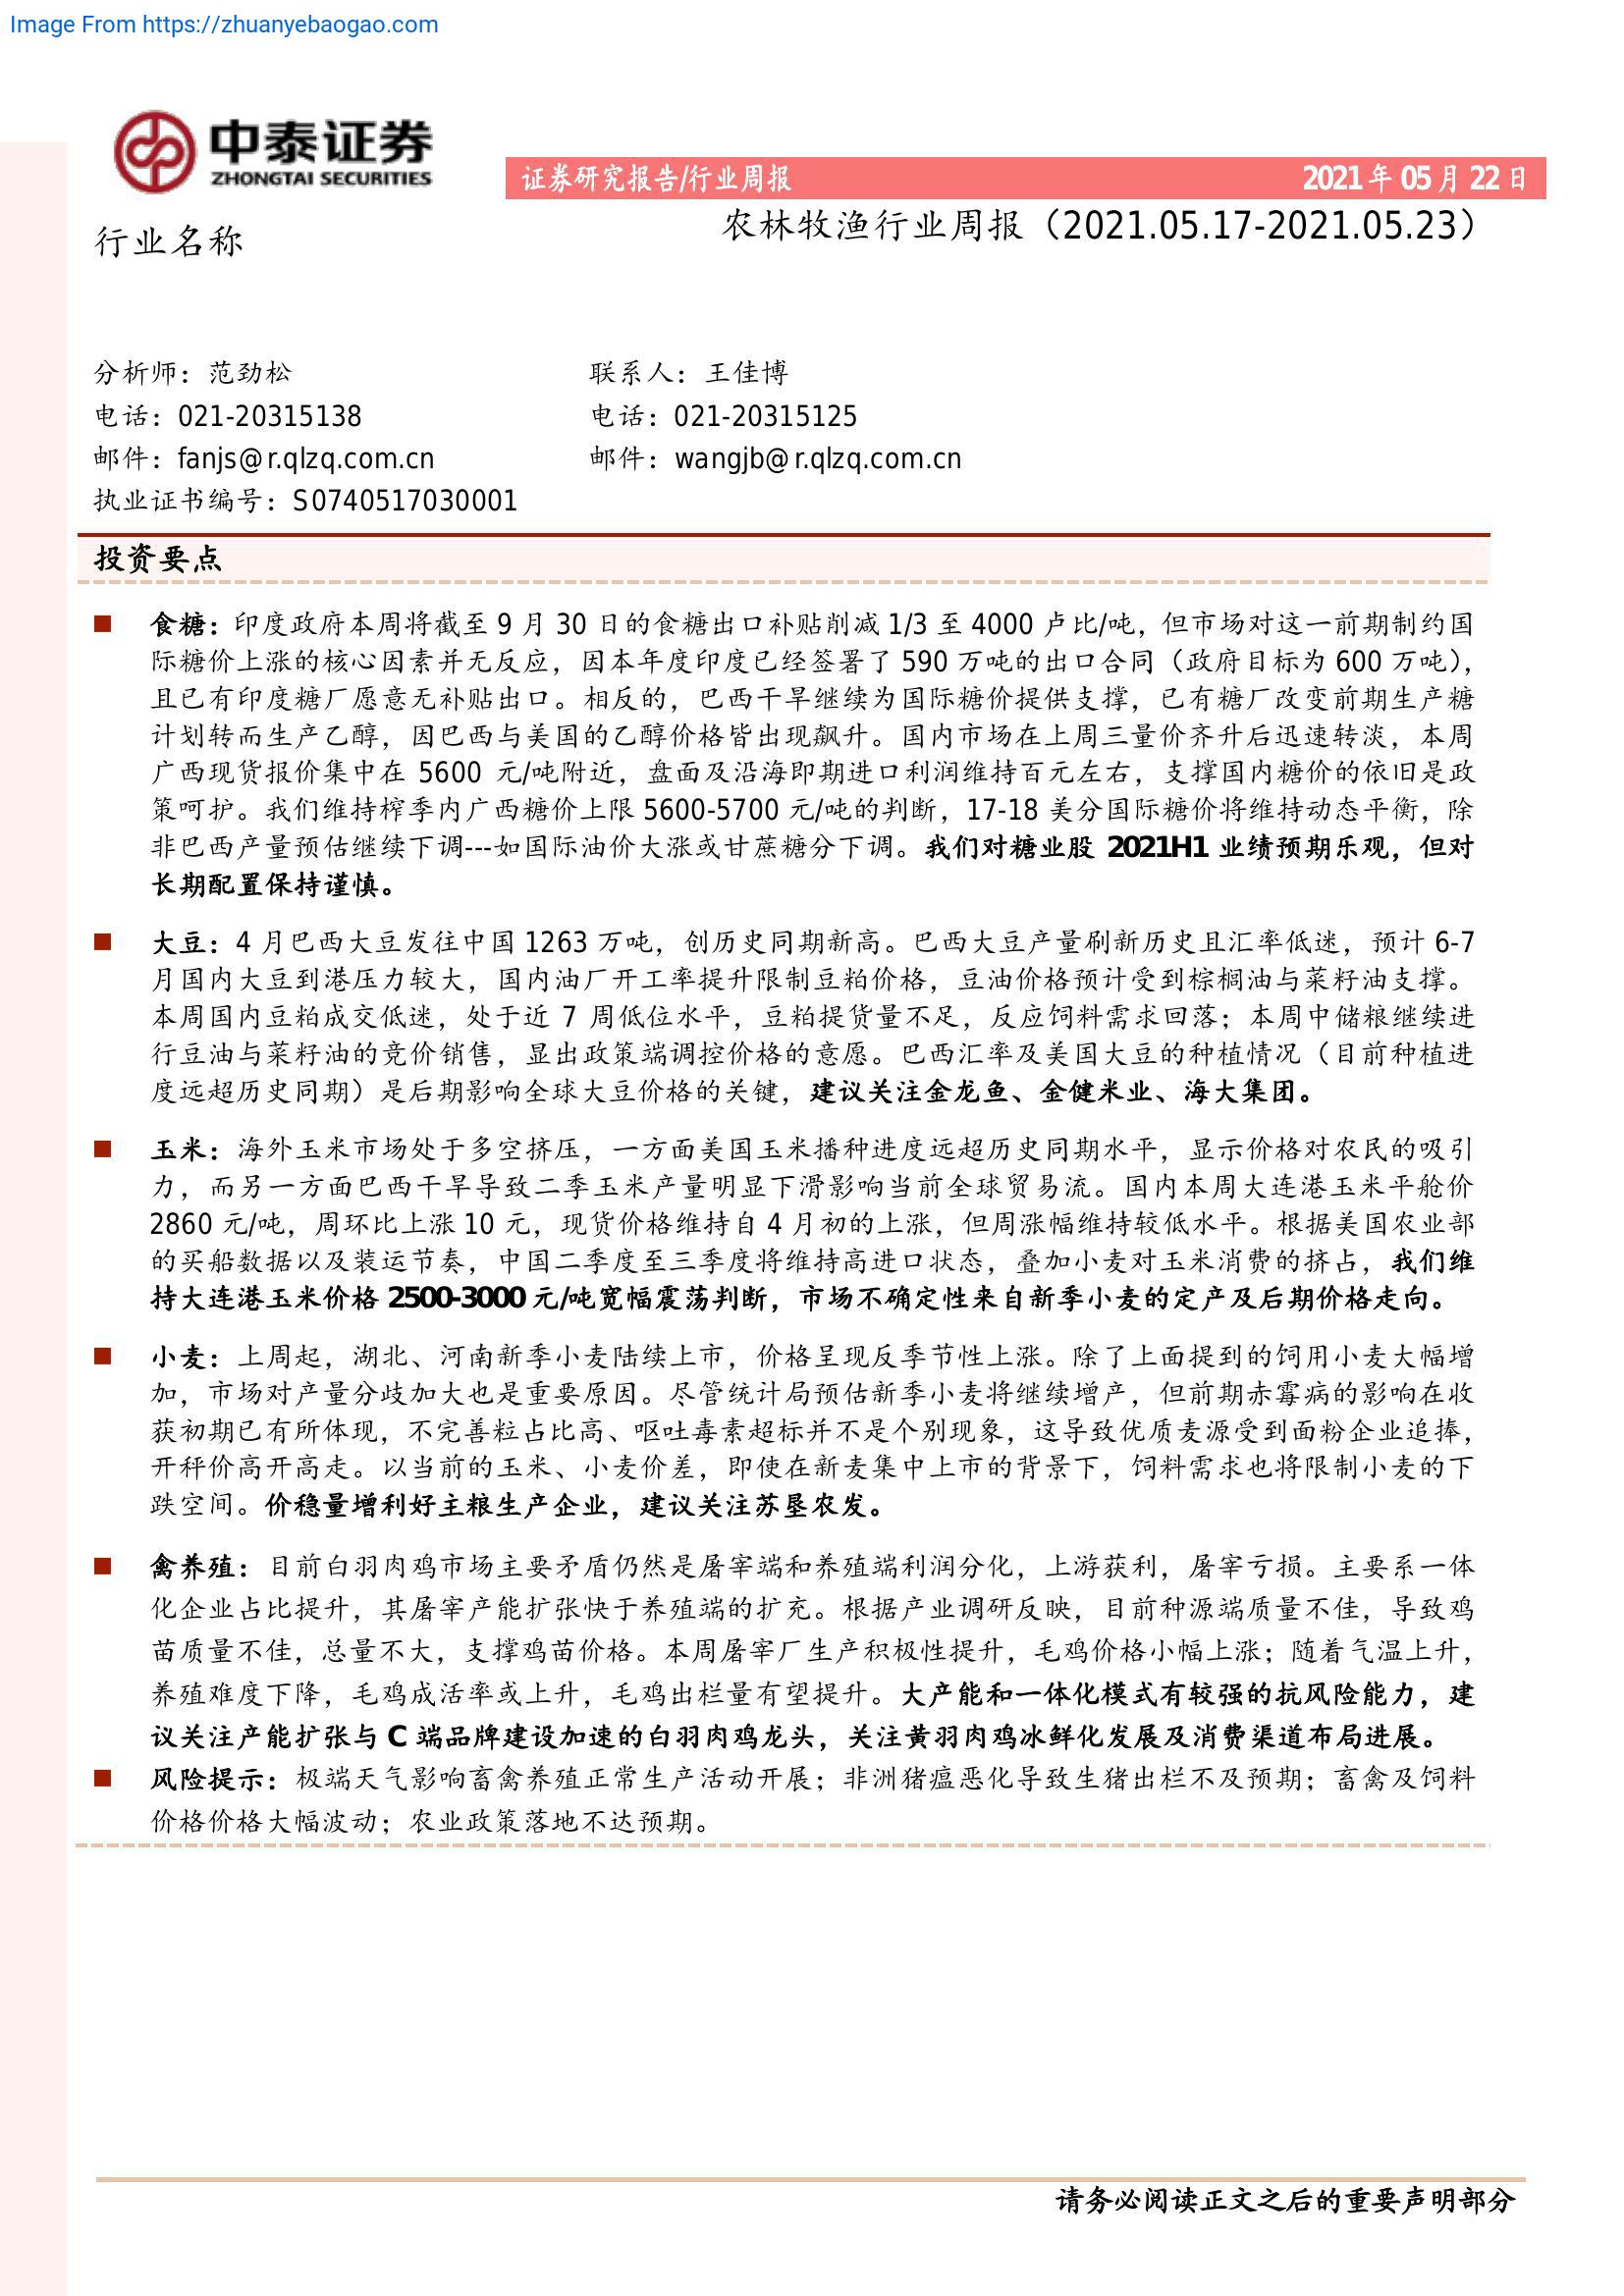 Image From https://zhuanyebaogao.com
中泰证券
ZHONGTAI SECURITIES
证券研究报告/行业周报
2021年 05月 22日
行业名称
农林牧渔行业周报（2021.05.17-2021.05.23）
分析师：范劲松
联系人：王佳博
电话：021-20315138
电话：021-20315125
邮件：fanjs@r.qlzq.com.cn
邮件：wangjb@r.qlzq.com.cn
执业证书编号：S0740517030001
投资要点
■ 食糖：印度政府本周将截至 9 月 30 日的食糖出口补贴削减 1/3 至 4000 卢比/吨，但市场对这一前期制约国
际糖价上涨的核心因素并无反应，因本年度印度已经签署了 590 万吨的出口合同（政府目标为 600 万吨），
且已有印度糖厂愿意无补贴出口。相反的，巴西干旱继续为国际糖价提供支撑，已有糖厂改变前期生产糖
计划转而生产乙醇，因巴西与美国的乙醇价格皆出现飙升。国内市场在上周三量价齐升后迅速转淡，本周
广西现货报价集中在 5600 元/吨附近，盘面及沿海即期进口利润维持百元左右，支撑国内糖价的依旧是政
策呵护。我们维持榨季内广西糖价上限 5600-5700 元/吨的判断，17-18 美分国际糖价将维持动态平衡，除
非巴西产量预估继续下调---如国际油价大涨或甘蔗糖分下调。我们对糖业股 2021H1 业绩预期乐观，但对
长期配置保持谨慎。
■ 大豆：4 月巴西大豆发往中国 1263 万吨，创历史同期新高。巴西大豆产量刷新历史且汇率低迷，预计 6-7
月国内大豆到港压力较大，国内油厂开工率提升限制豆粕价格，豆油价格预计受到棕榈油与菜籽油支撑。
本周国内豆粕成交低迷，处于近 7 周低位水平，豆粕提货量不足，反应饲料需求回落；本周中储粮继续进
行豆油与菜籽油的竞价销售，显出政策端调控价格的意愿。巴西汇率及美国大豆的种植情况（目前种植进
度远超历史同期）是后期影响全球大豆价格的关键，建议关注金龙鱼、金健米业、海大集团。
■ 玉米：海外玉米市场处于多空挤压，一方面美国玉米播种进度远超历史同期水平，显示价格对农民的吸引
力，而另一方面巴西干旱导致二季玉米产量明显下滑影响当前全球贸易流。国内本周大连港玉米平舱价
2860 元/吨，周环比上涨 10 元，现货价格维持自 4 月初的上涨，但周涨幅维持较低水平。根据美国农业部
的买船数据以及装运节奏，中国二季度至三季度将维持高进口状态，叠加小麦对玉米消费的挤占，我们维
持大连港玉米价格 2500-3000 元/吨宽幅震荡判断，市场不确定性来自新季小麦的定产及后期价格走向。
■ 小麦：上周起，湖北、河南新季小麦陆续上市，价格呈现反季节性上涨。除了上面提到的饲用小麦大幅增
加，市场对产量分歧加大也是重要原因。尽管统计局预估新季小麦将继续增产，但前期赤霉病的影响在收
获初期已有所体现，不完善粒占比高、呕吐毒素超标并不是个别现象，这导致优质麦源受到面粉企业追捧，
开秤价高开高走。以当前的玉米、小麦价差，即使在新麦集中上市的背景下，饲料需求也将限制小麦的下
跌空间。价稳量增利好主粮生产企业，建议关注苏垦农发。
■ 禽养殖：目前白羽肉鸡市场主要矛盾仍然是屠宰端和养殖端利润分化，上游获利，屠宰亏损。主要系一体
化企业占比提升，其屠宰产能扩张快于养殖端的扩充。根据产业调研反映，目前种源端质量不佳，导致鸡
苗质量不佳，总量不大，支撑鸡苗价格。本周屠宰厂生产积极性提升，毛鸡价格小幅上涨；随着气温上升，
养殖难度下降，毛鸡成活率或上升，毛鸡出栏量有望提升。大产能和一体化模式有较强的抗风险能力，建
议关注产能扩张与 C 端品牌建设加速的白羽肉鸡龙头，关注黄羽肉鸡冰鲜化发展及消费渠道布局进展。
■ 风险提示：极端天气影响畜禽养殖正常生产活动开展；非洲猪瘟恶化导致生猪出栏不及预期；畜禽及饲料
价格价格大幅波动；农业政策落地不达预期。
请务必阅读正文之后的重要声明部分